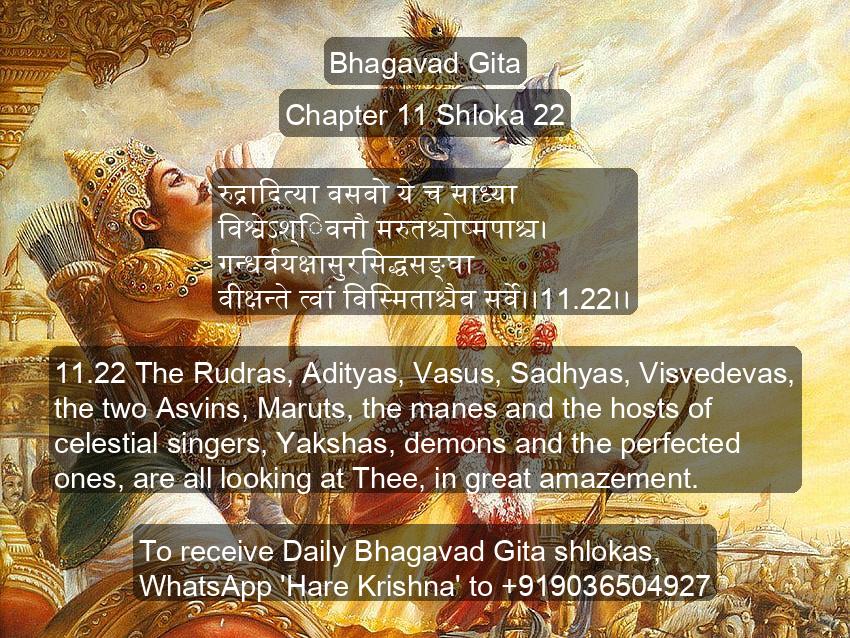 Bhagavad Gita
Chapter 11 Shloka 22
रुद्रादित्या वसवो ये च साध्या
विश्वेऽश्िवनौ मरुतश्चोष्मपाश्च।
गन्धर्वयक्षासुरसिद्धसङ्घा
वीक्षन्ते त्वां विस्मिताश्चैव सर्वे।।11.22।।
11.22 The Rudras, Adityas, Vasus, Sadhyas, Visvedevas,
the two Asvins, Maruts, the manes and the hosts of
celestial singers, Yakshas, demons and the perfected
ones, are all looking at Thee, in great amazement.
To receive Daily Bhagavad Gita shlokas,
WhatsApp 'Hare Krishna' to +919036504927